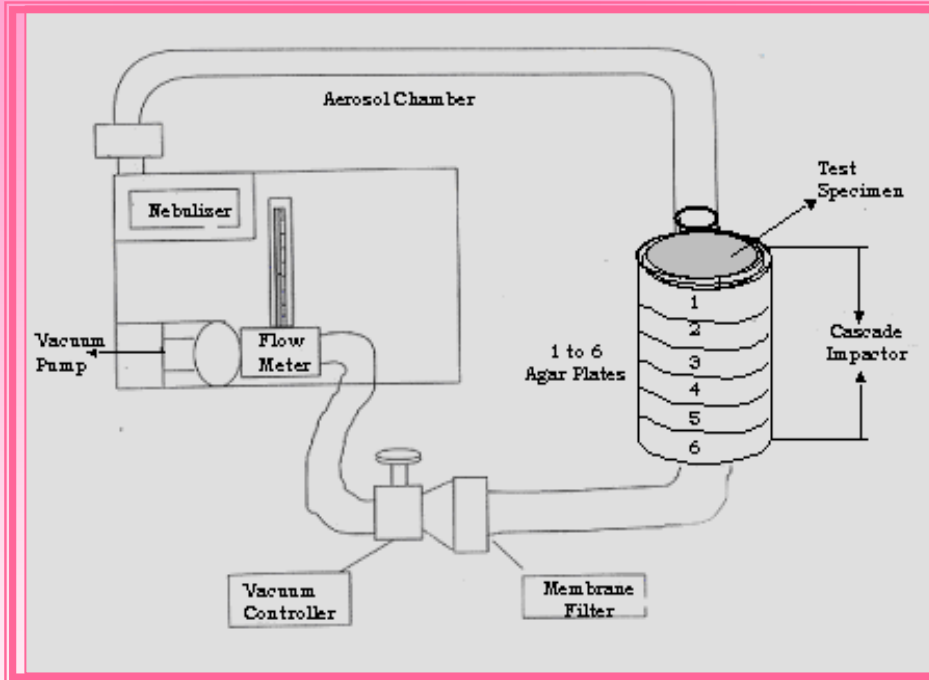 Aerosol Chamber
Test
Specimen
Nebulizer
1
2
3
4
5
6
Vacuum
Pump
Flow
Meter
1 to 6
Agar Plates
Cascade
Impactor
Vacuum
Controller
Membrane
Filter